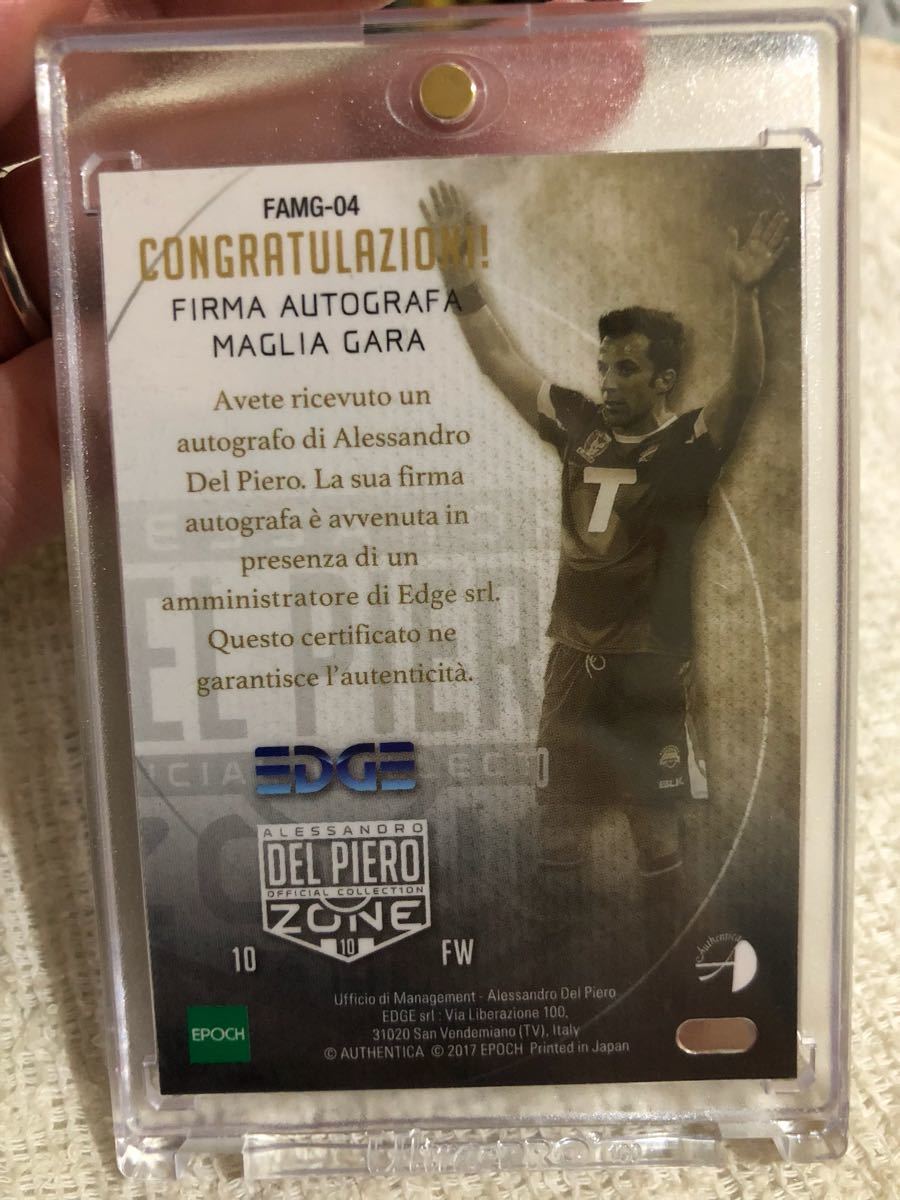 FAMG-04
CONGRATULAZIONI!
FIRMA AUTOGRAFA
MAGLIA GARA
Avete ricevuto un
autografo di Alessandro
Del Piero. La sua firma
autografa è avvenuta in
presenza di un
amministratore di Edge srl.
Questo certificato ne
garantisce l'autenticità.
T
BLK
EDGE
ALESSANDRO
DEL PIERO
OFFICIAL COLLECTION
ZONE
10
10 FW
Authentica
EPOCH
Ufficio di Management - Alessandro Del Piero
EDGE srl : Via Liberazione 100,
31020 San Vendemiano (TV), Italy
© AUTHENTICA © 2017 EPOCH Printed in Japan